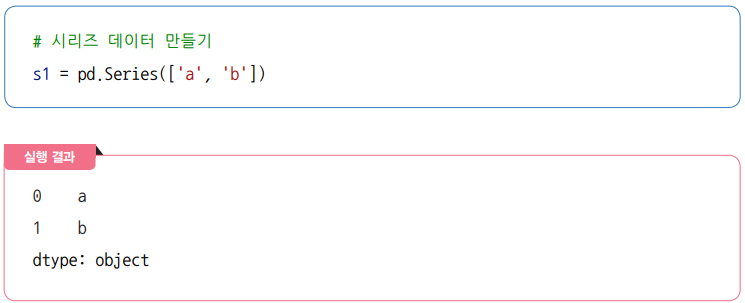 # 시리즈 데이터 만들기
s1 = pd.Series(['a', 'b'])
실행 결과
0    a
1    b
dtype: object